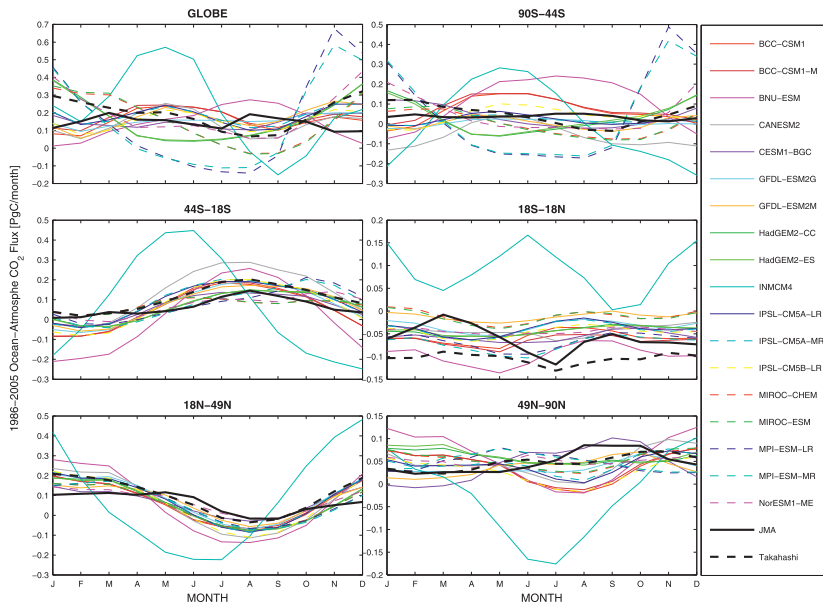 GLOBE
0.7
0.6
0.5
0.4
0.3
0.2
0.1
0
−0.1
−0.2
90S−44S
0.5
0.4
0.3
0.2
0.1
0
−0.1
−0.2
−0.3
44S−18S
0.5
0.4
0.3
0.2
0.1
0
−0.1
−0.2
−0.3
18S−18N
0.2
0.15
0.1
0.05
0
−0.05
−0.1
−0.15
18N−49N
0.5
0.4
0.3
0.2
0.1
0
−0.1
−0.2
−0.3
J F M A M J J A S O N D
MONTH
49N−90N
0.15
0.1
0.05
0
−0.05
−0.1
−0.15
−0.2
J F M A M J J A S O N D
MONTH
1986−2005 Ocean−Atmosphe CO2 Flux [PgC/month]
BCC−CSM1
BCC−CSM1−M
BNU−ESM
CANESM2
CESM1−BGC
GFDL−ESM2G
GFDL−ESM2M
HadGEM2−CC
HadGEM2−ES
INMCM4
IPSL−CM5A−LR
IPSL−CM5A−MR
IPSL−CM5B−LR
MIROC−CHEM
MIROC−ESM
MPI−ESM−LR
MPI−ESM−MR
NorESM1−ME
JMA
Takahashi